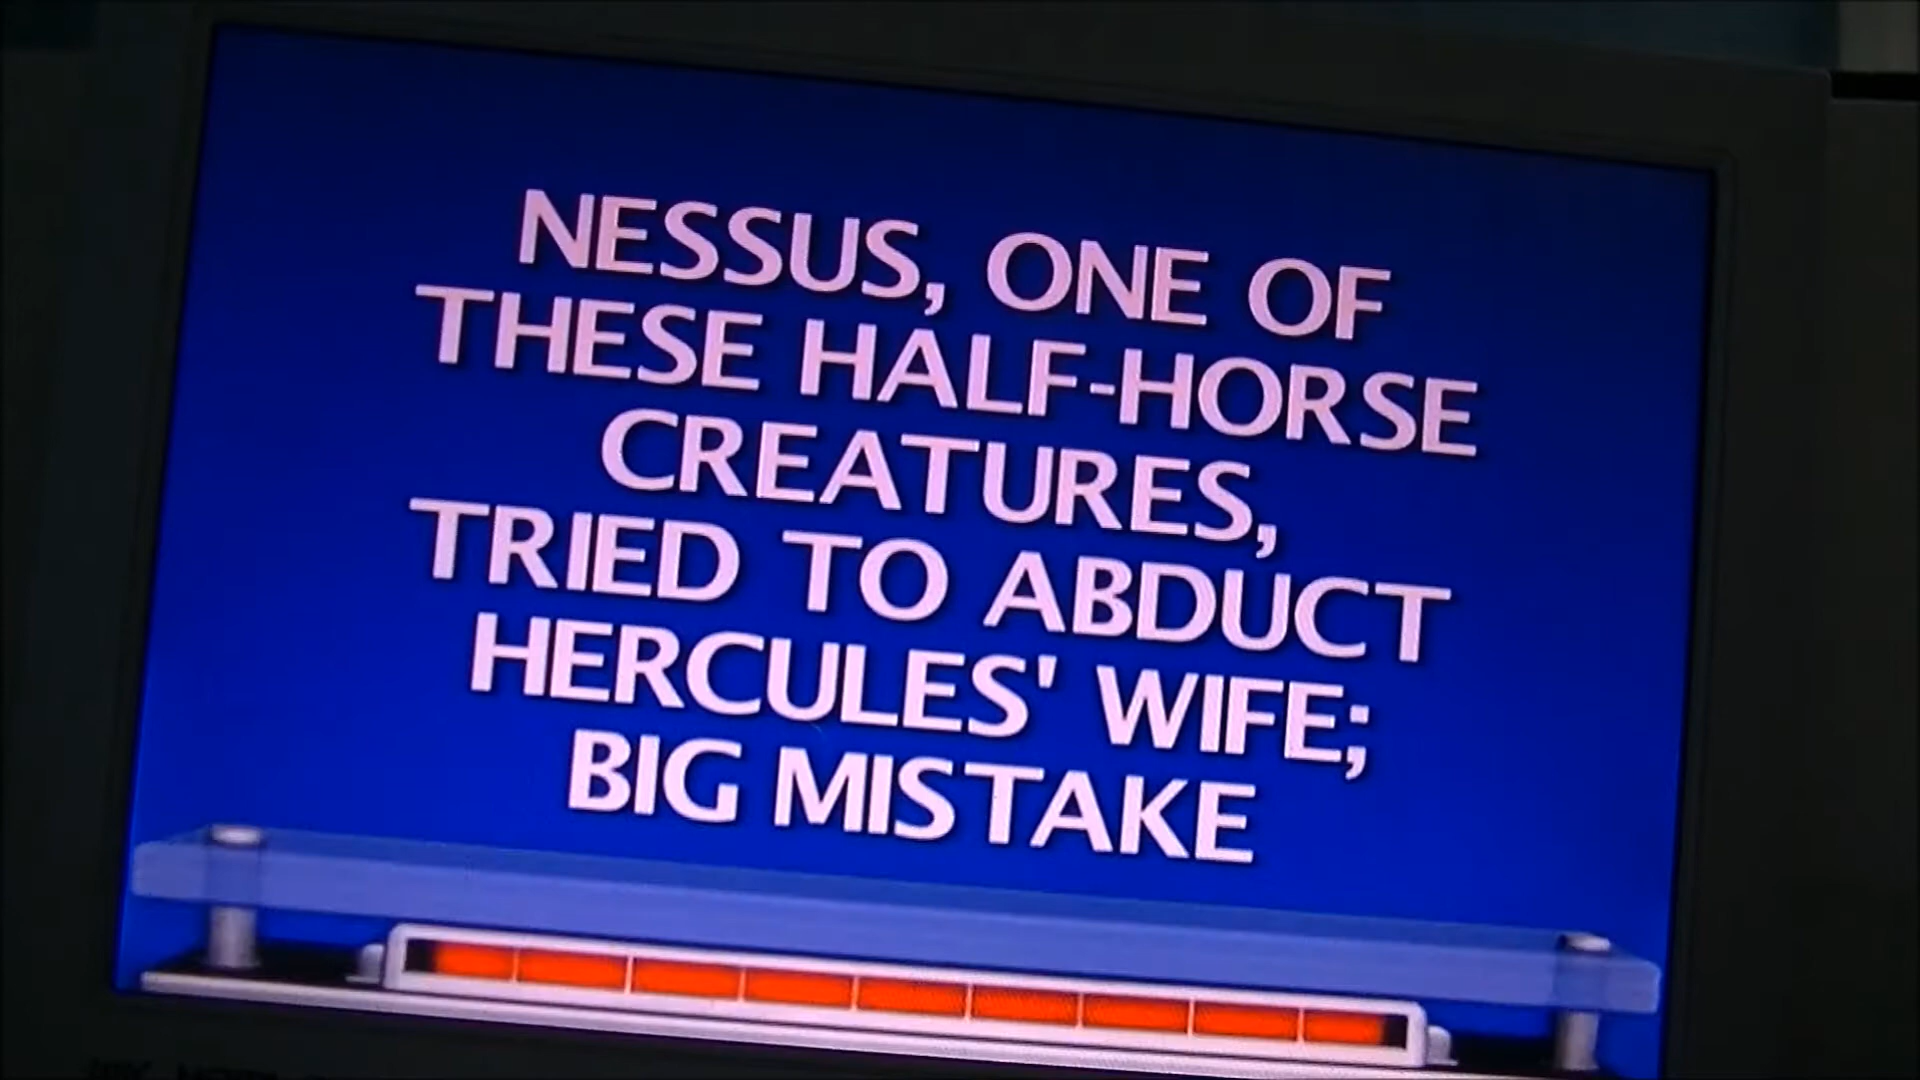 NESSUS, ONE OF
THESE HALF-HORSE
CREATURES,
TRIED TO ABDUCT
HERCULES' WIFE;
BIG MISTAKE